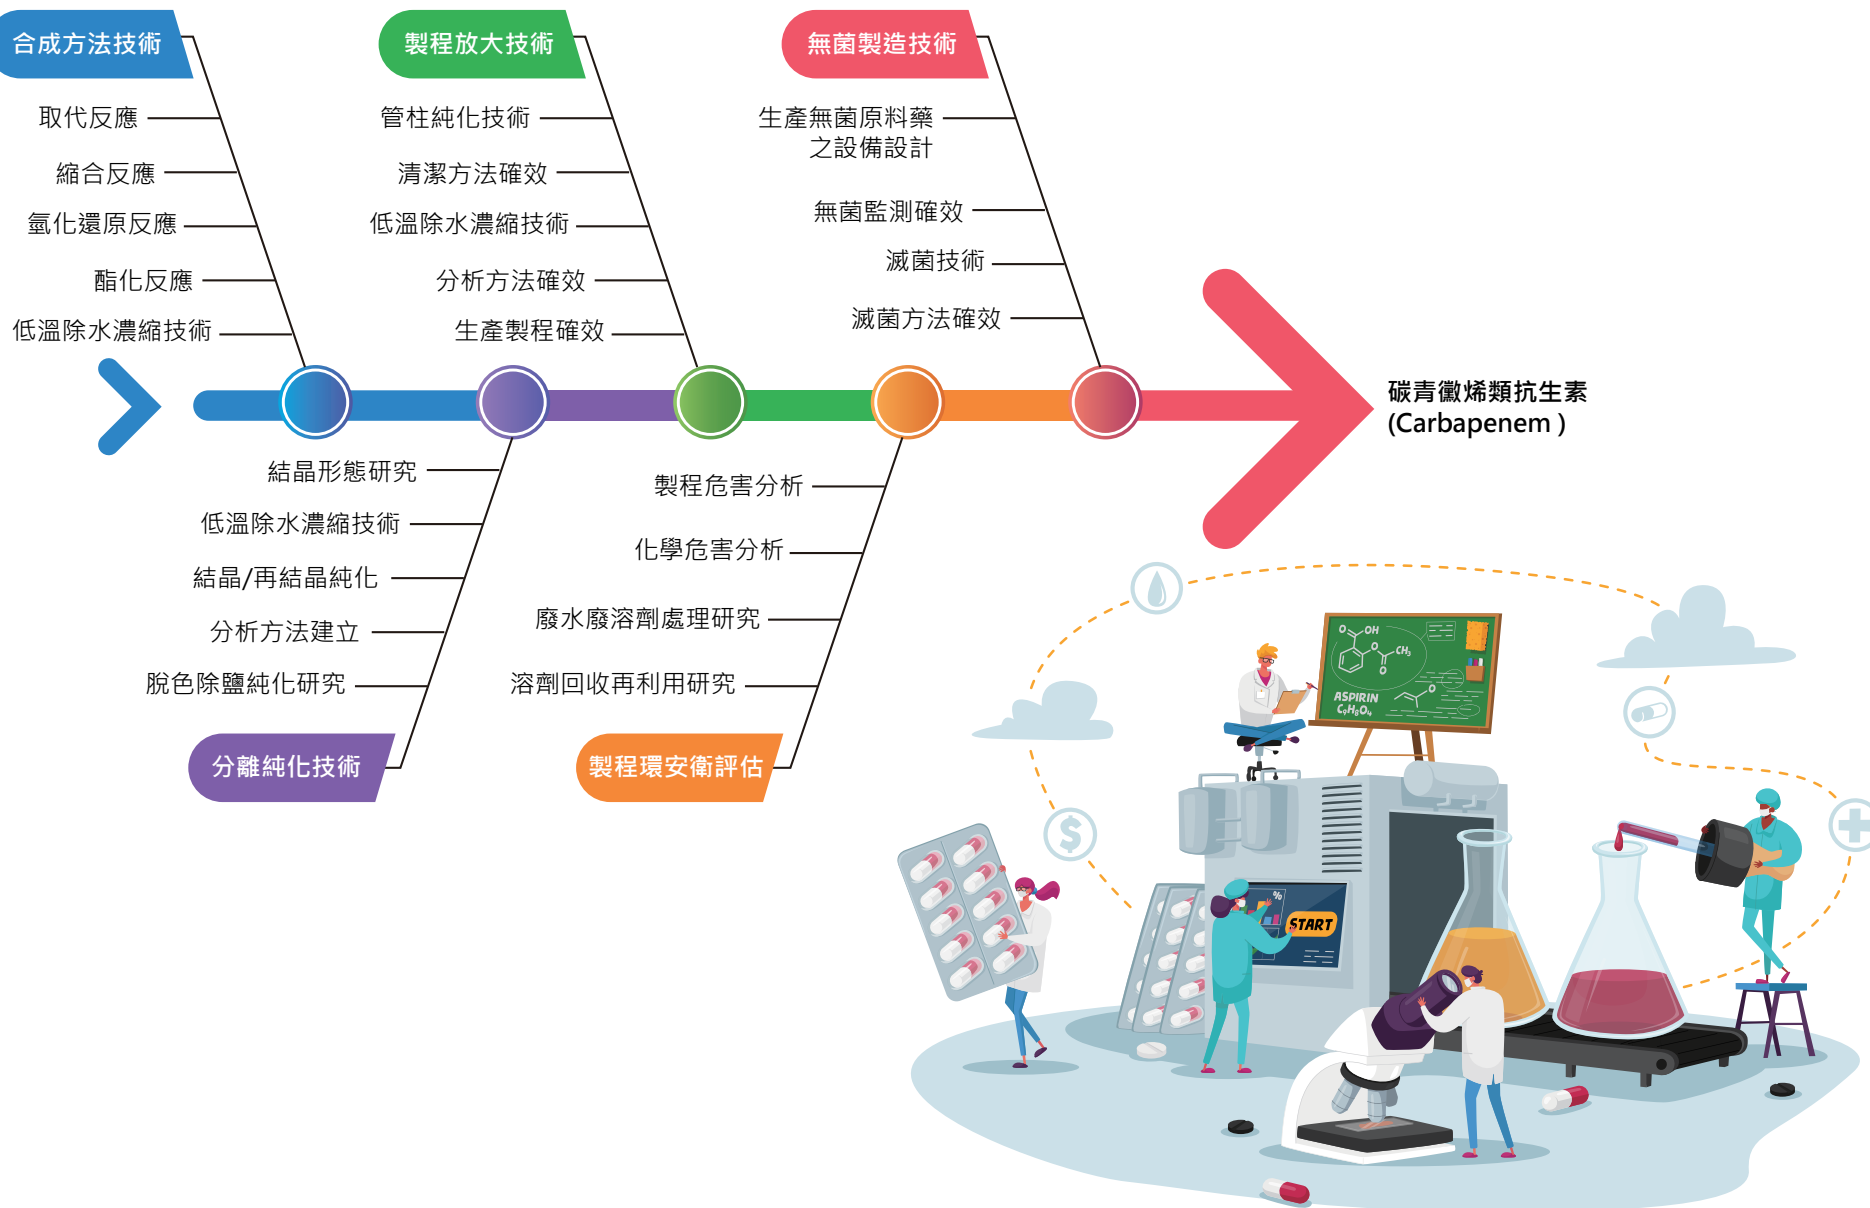 合成方法技術
取代反應
縮合反應
氫化還原反應
酯化反應
低溫除水濃縮技術
製程放大技術
管柱純化技術
清潔方法確效
低溫除水濃縮技術
分析方法確效
生產製程確效
無菌製造技術
生產無菌原料藥
之設備設計
無菌監測確效
滅菌技術
滅菌方法確效
碳青黴烯類抗生素
(Carbapenem )
結晶形態研究
低溫除水濃縮技術
結晶/再結晶純化
分析方法建立
脫色除鹽純化研究
分離純化技術
製程危害分析
化學危害分析
廢水廢溶劑處理研究
溶劑回收再利用研究
製程環安衛評估
O
OH
O
CH₃
O
ASPIRIN
C₉H₈O₄
O
$
%
START